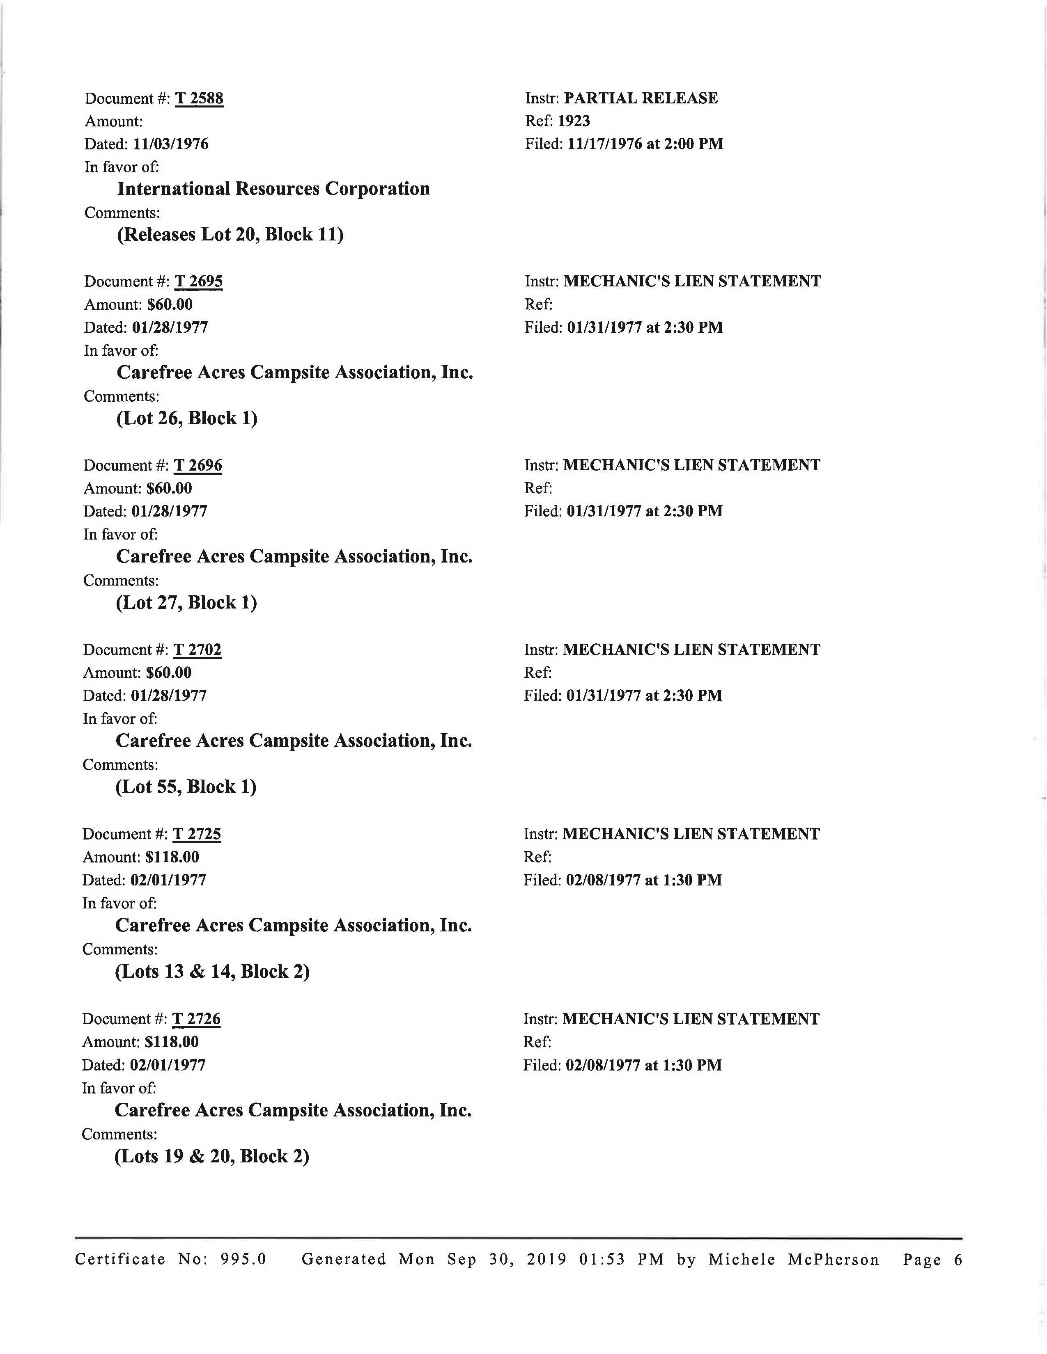 Document #: T 2588 Instr: PARTIAL RELEASE
Amount: Ref: 1923
Dated: 11/03/1976 Filed: 11/17/1976 at 2:00 PM
In favor of:
International Resources Corporation
Comments:
(Releases Lot 20, Block 11)
Document #: T 2695 Instr: MECHANIC'S LIEN STATEMENT
Amount: $60.00 Ref:
Dated: 01/28/1977 Filed: 01/31/1977 at 2:30 PM
In favor of:
Carefree Acres Campsite Association, Inc.
Comments:
(Lot 26, Block 1)
Document #: T 2696 Instr: MECHANIC'S LIEN STATEMENT
Amount: $60.00 Ref:
Dated: 01/28/1977 Filed: 01/31/1977 at 2:30 PM
In favor of:
Carefree Acres Campsite Association, Inc.
Comments:
(Lot 27, Block 1)
Document #: T 2702 Instr: MECHANIC'S LIEN STATEMENT
Amount: $60.00 Ref:
Dated: 01/28/1977 Filed: 01/31/1977 at 2:30 PM
In favor of:
Carefree Acres Campsite Association, Inc.
Comments:
(Lot 55, Block 1)
Document #: T 2725 Instr: MECHANIC'S LIEN STATEMENT
Amount: $118.00 Ref:
Dated: 02/01/1977 Filed: 02/08/1977 at 1:30 PM
In favor of:
Carefree Acres Campsite Association, Inc.
Comments:
(Lots 13 & 14, Block 2)
Document #: T 2726 Instr: MECHANIC'S LIEN STATEMENT
Amount: $118.00 Ref:
Dated: 02/01/1977 Filed: 02/08/1977 at 1:30 PM
In favor of:
Carefree Acres Campsite Association, Inc.
Comments:
(Lots 19 & 20, Block 2)
Certificate No: 995.0 Generated Mon Sep 30, 2019 01:53 PM by Michele McPherson Page 6